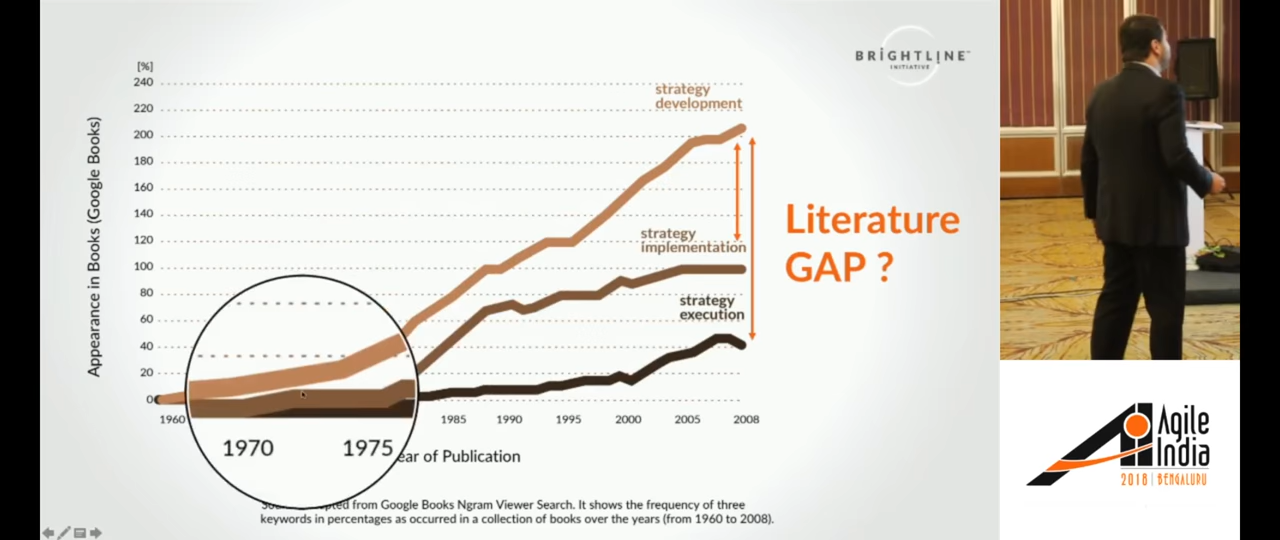 BRIGHTLINE™
INITIATIVE
[%]
240
220
200
180
160
140
120
100
80
60
40
20
0
Appearance in Books (Google Books)
strategy
development
strategy
implementation
strategy
execution
Literature
GAP ?
1960
1970
1975
1985
1990
1995
2000
2005
2008
ear of Publication
from Google Books Ngram Viewer Search. It shows the frequency of three
keywords in percentages as occurred in a collection of books over the years (from 1960 to 2008).
Agile
India
2018 | BENGALURU